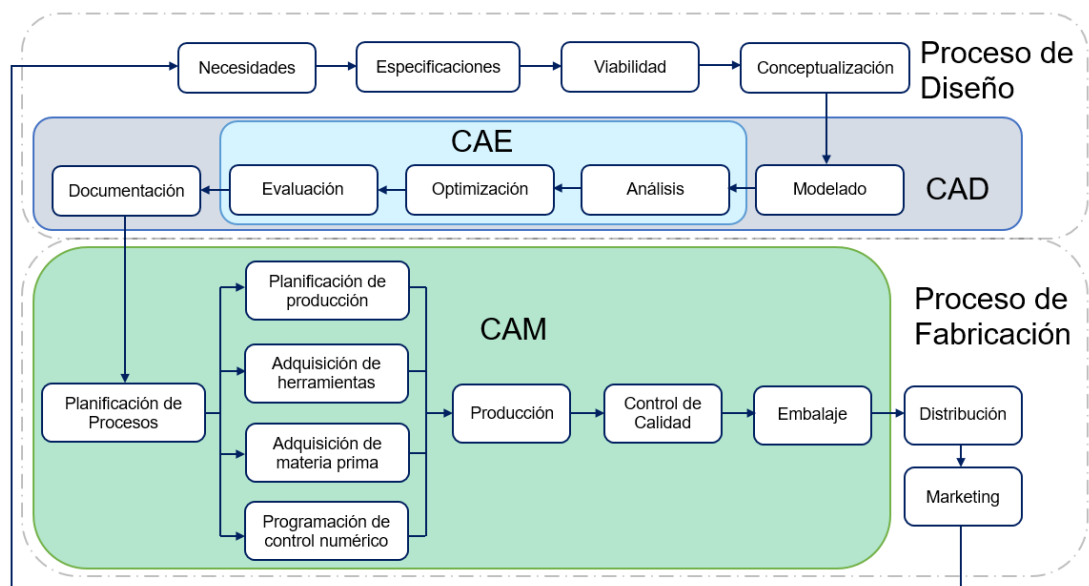 Necesidades
Especificaciones
Viabilidad
Conceptualización
Proceso de
Diseño
CAE
Documentación
Evaluación
Optimización
Análisis
Modelado
CAD
Planificación de
producción
Proceso de
Fabricación
CAM
Adquisición de
herramientas
Planificación de
Procesos
Producción
Control de
Calidad
Embalaje
Distribución
Adquisición de
materia prima
Marketing
Programación de
control numérico